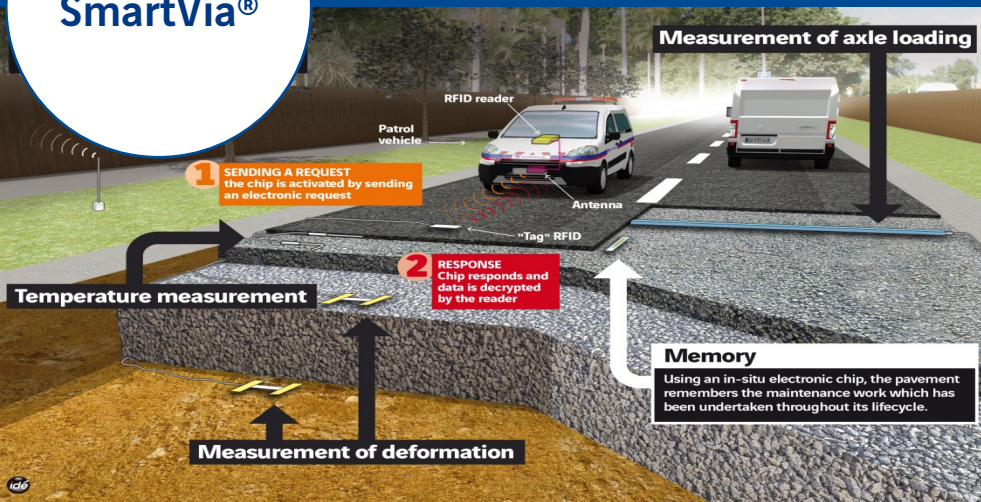 SmartVia®
Measurement of axle loading
RFID reader
Patrol
vehicle
1 SENDING A REQUEST
the chip is activated by sending
an electronic request
Antenna
"Tag" RFID
2 RESPONSE
Chip responds and
data is decrypted
by the reader
Temperature measurement
Memory
Using an in-situ electronic chip, the pavement
remembers the maintenance work which has
been undertaken throughout its lifecycle.
Measurement of deformation
idé